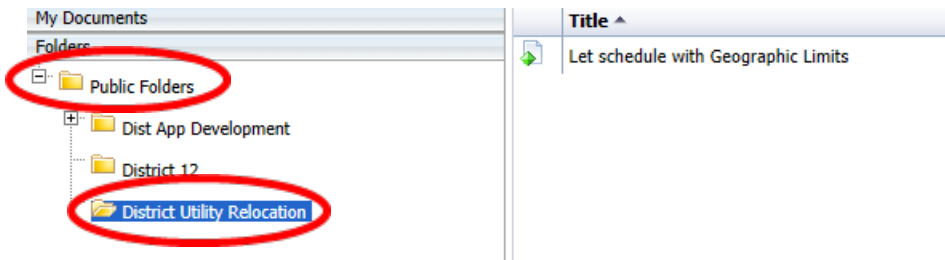 My Documents
Folders
Public Folders
Dist App Development
District 12
District Utility Relocation
Title
Let schedule with Geographic Limits